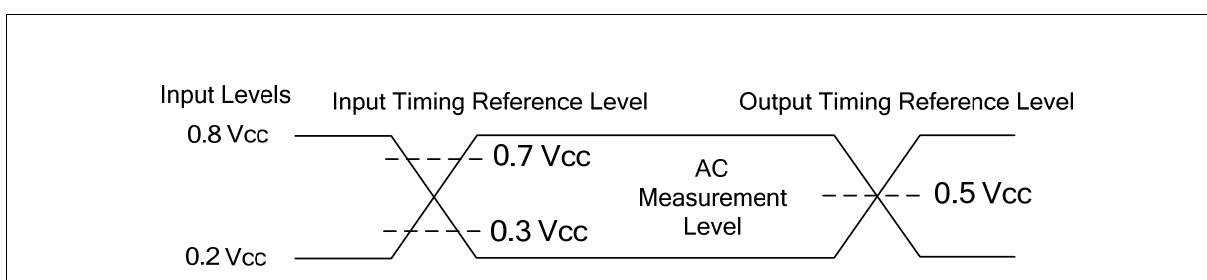 Input Levels
Input Timing Reference Level
Output Timing Reference Level
0.8 Vcc
0.7 Vcc
AC
Measurement
Level
0.5 Vcc
0.3 Vcc
0.2 Vcc